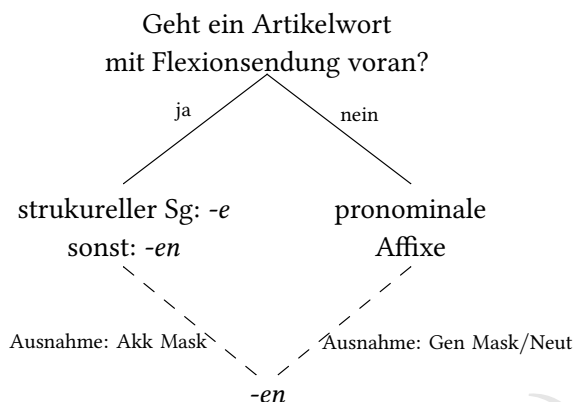 Geht ein Artikelwort
mit Flexionsendung voran?
ja
nein
strukureller Sg: -e
sonst: -en
pronominale
Affixe
Ausnahme: Akk Mask
Ausnahme: Gen Mask/Neut
-en